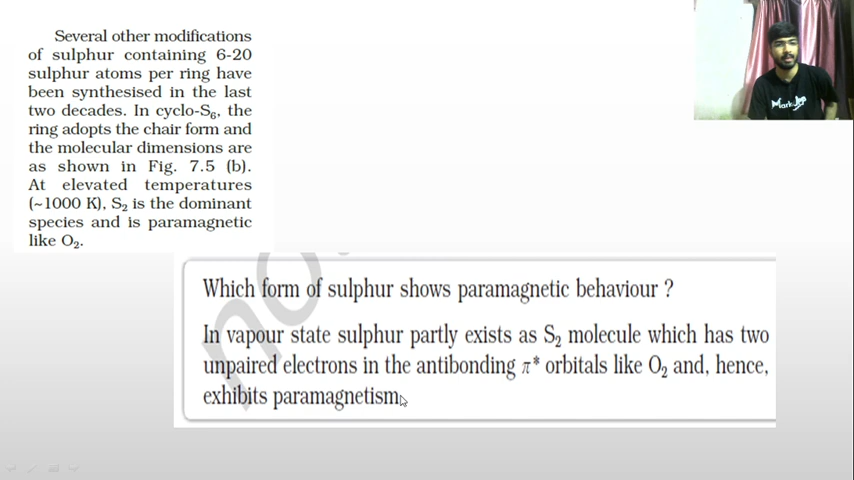 Several other modifications
of sulphur containing 6-20
sulphur atoms per ring have
been synthesised in the last
two decades. In cyclo-S₆, the
ring adopts the chair form and
the molecular dimensions are
as shown in Fig. 7.5 (b).
At elevated temperatures
(~1000 K), S₂ is the dominant
species and is paramagnetic
like O₂.
Which form of sulphur shows paramagnetic behaviour ?
In vapour state sulphur partly exists as S₂ molecule which has two
unpaired electrons in the antibonding π* orbitals like O₂ and, hence,
exhibits paramagnetism.